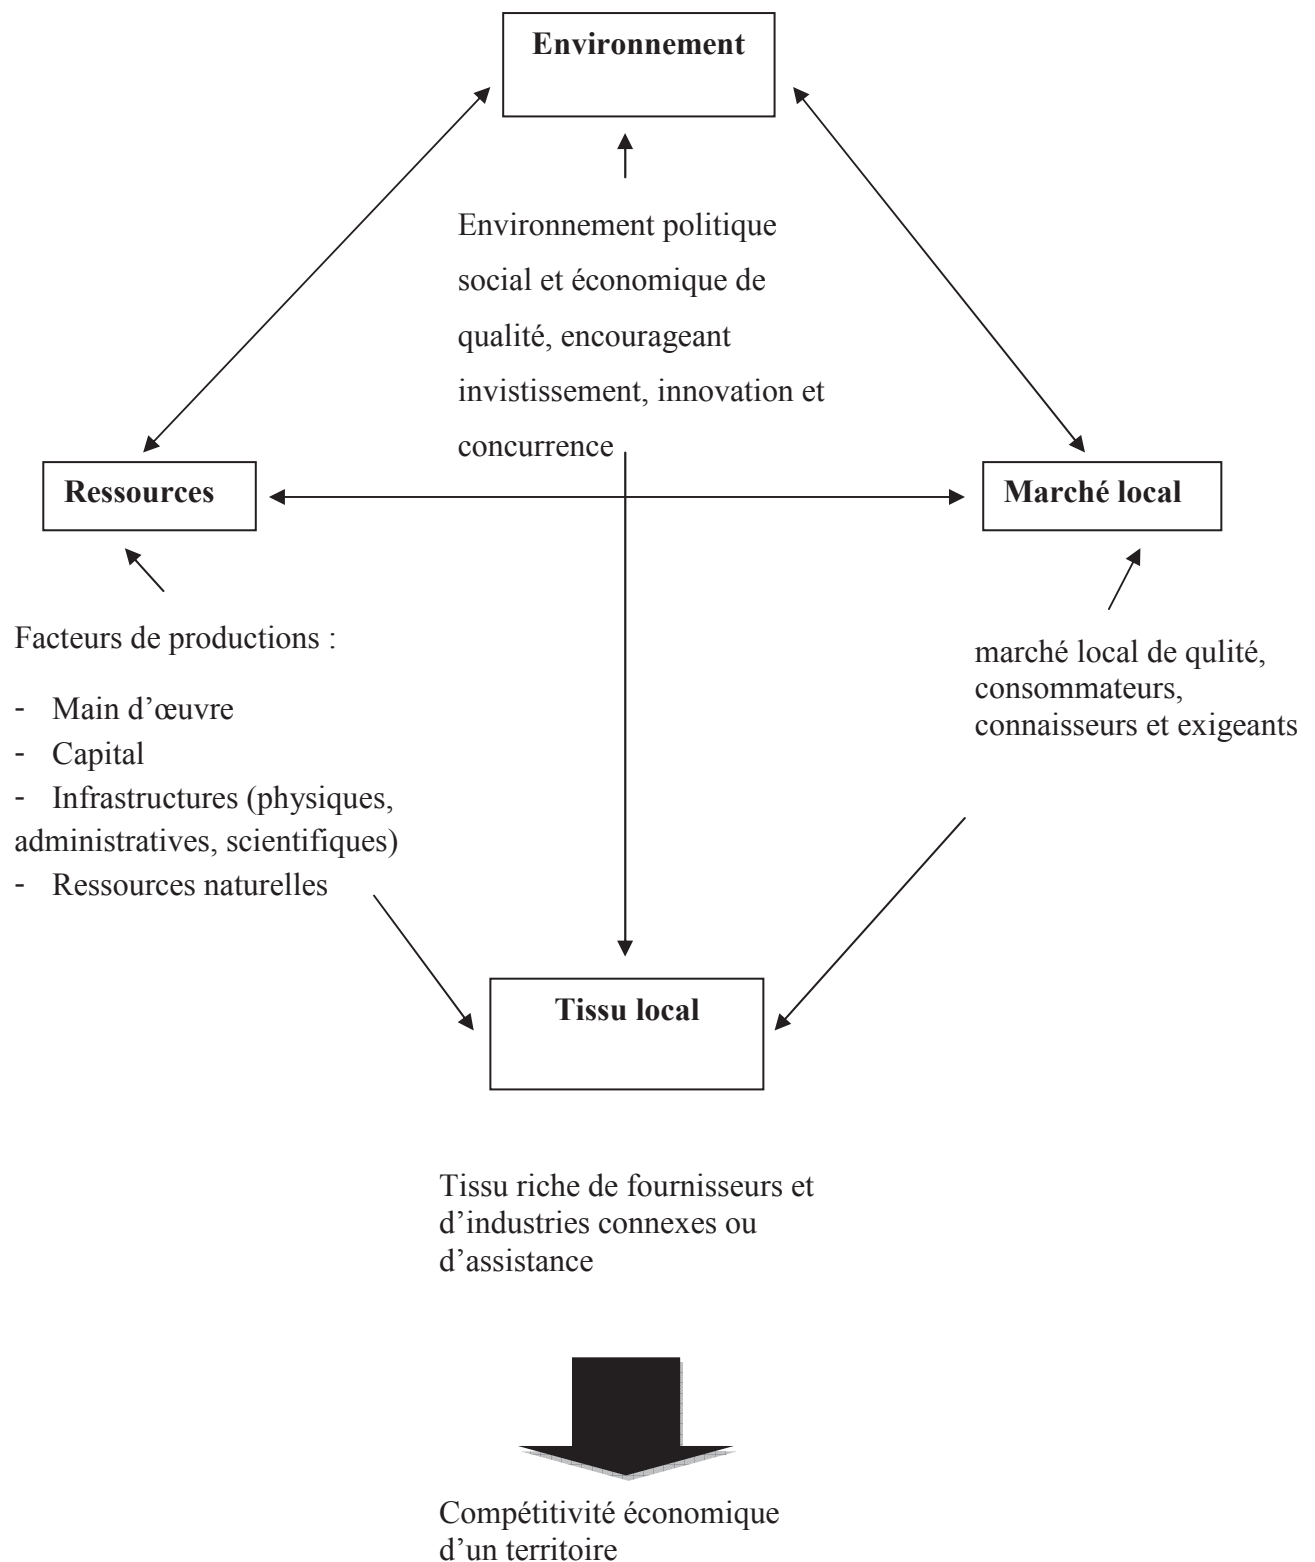 Environnement
Environnement politique
social et économique de
qualité, encourageant
invistissement, innovation et
concurrence
Ressources
Marché local
Facteurs de productions :
- Main d’œuvre
- Capital
- Infrastructures (physiques,
administratives, scientifiques)
- Ressources naturelles
marché local de qulité,
consommateurs,
connaisseurs et exigeants
Tissu local
Tissu riche de fournisseurs et
d’industries connexes ou
d’assistance
Compétitivité économique
d’un territoire